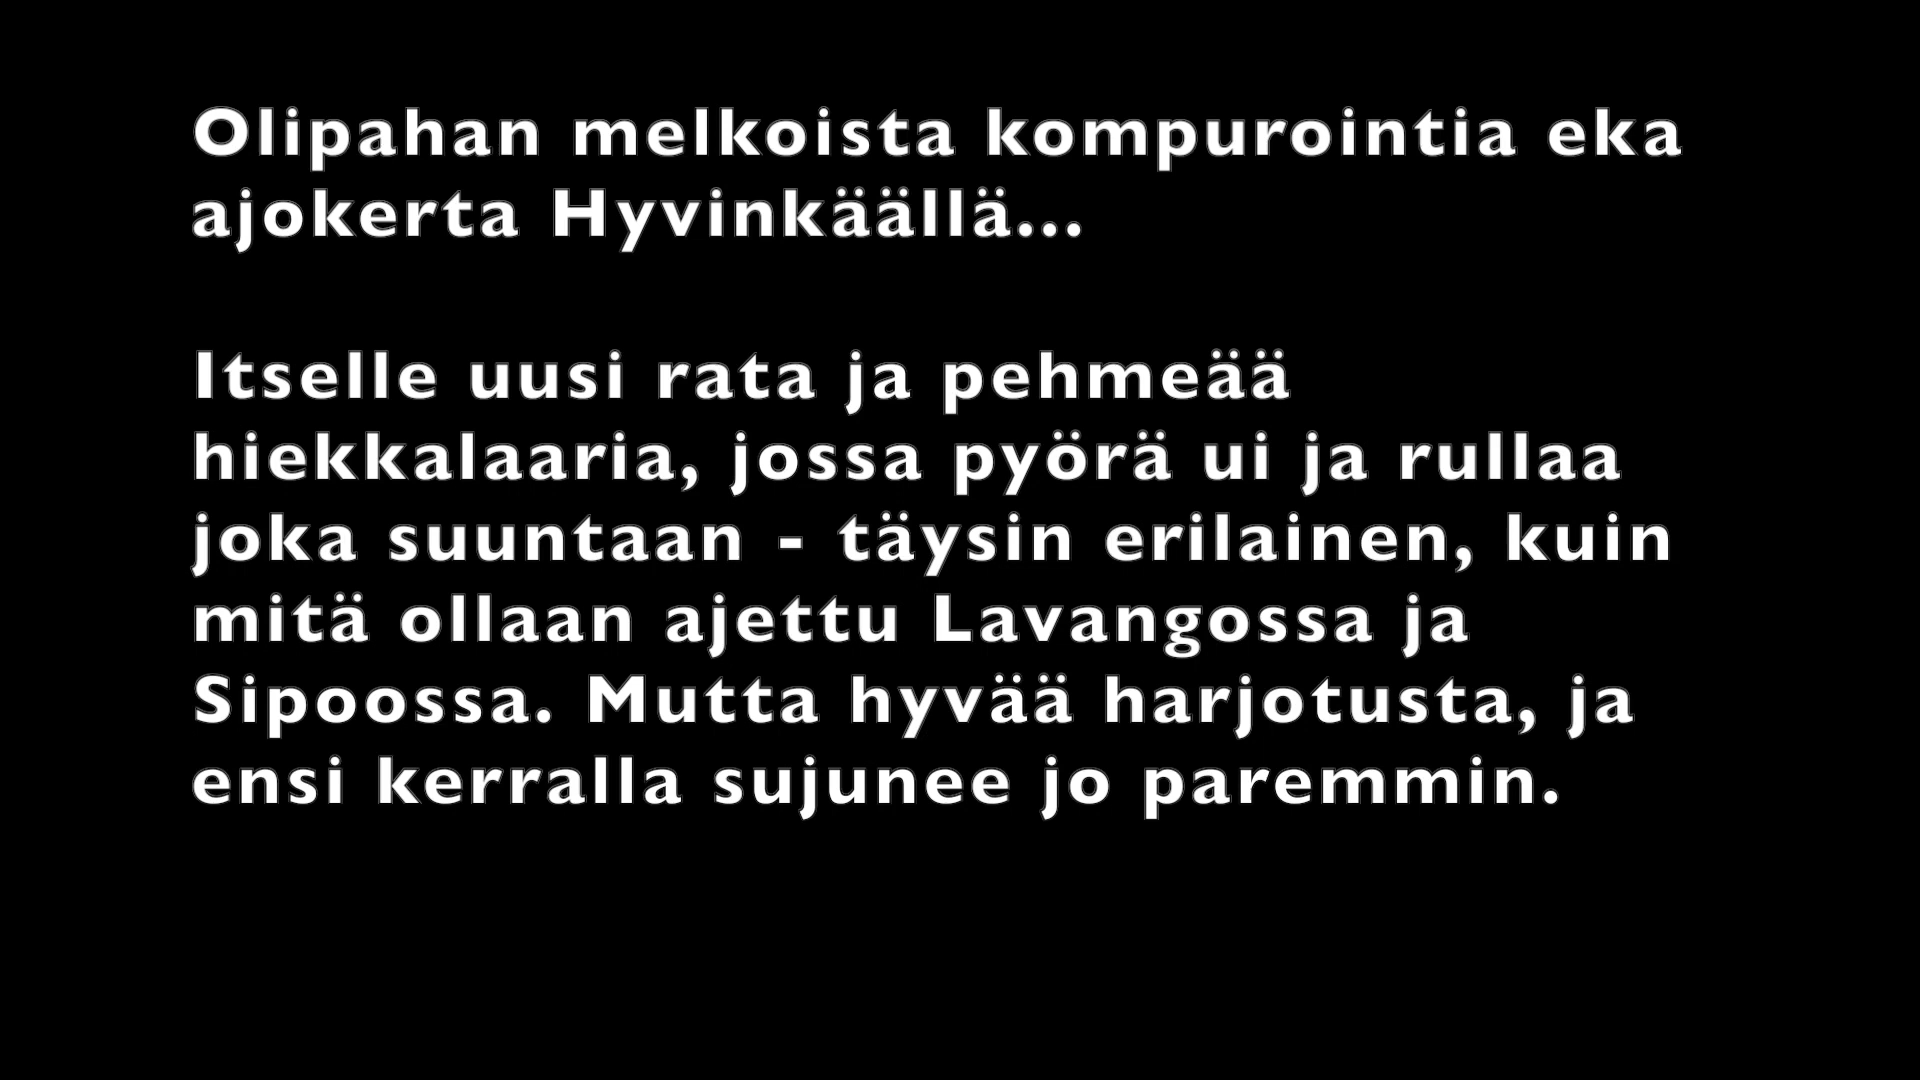 Olipahan melkoista kompurointia eka
ajokerta Hyvinkäällä...
Itselle uusi rata ja pehmeää
hiekkalaaria, jossa pyörä ui ja rullaa
joka suuntaan - täysin erilainen, kuin
mitä ollaan ajettu Lavangossa ja
Sipoossa. Mutta hyvää harjotusta, ja
ensi kerralla sujunee jo paremmin.